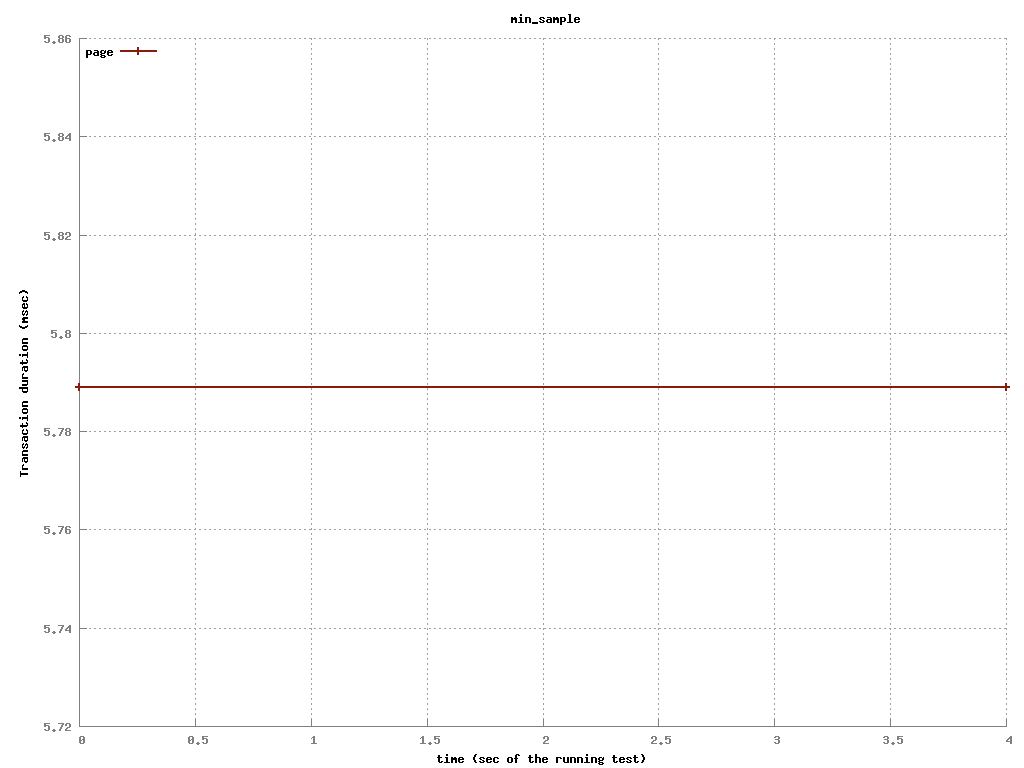 min_sample
5.86
page
5.84
5.82
5.8
5.78
5.76
5.74
5.72
Transaction duration (msec)
0 0.5 1 1.5 2 2.5 3 3.5 4
time (sec of the running test)